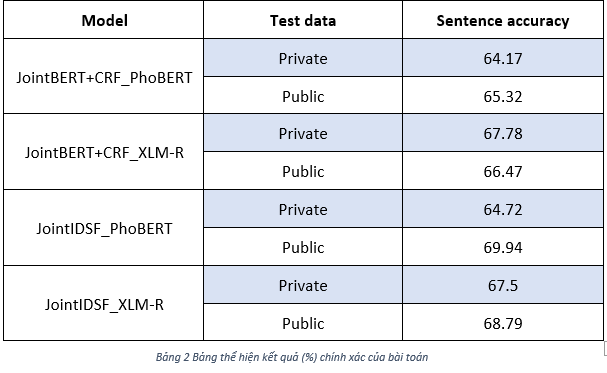 Model Test data Sentence accuracy
JointBERT+CRF_PhoBERT Private 64.17
Public 65.32
JointBERT+CRF_XLM-R Private 67.78
Public 66.47
JointIDSF_PhoBERT Private 64.72
Public 69.94
JointIDSF_XLM-R Private 67.5
Public 68.79
Bảng 2 Bảng thể hiện kết quả (%) chính xác của bài toán